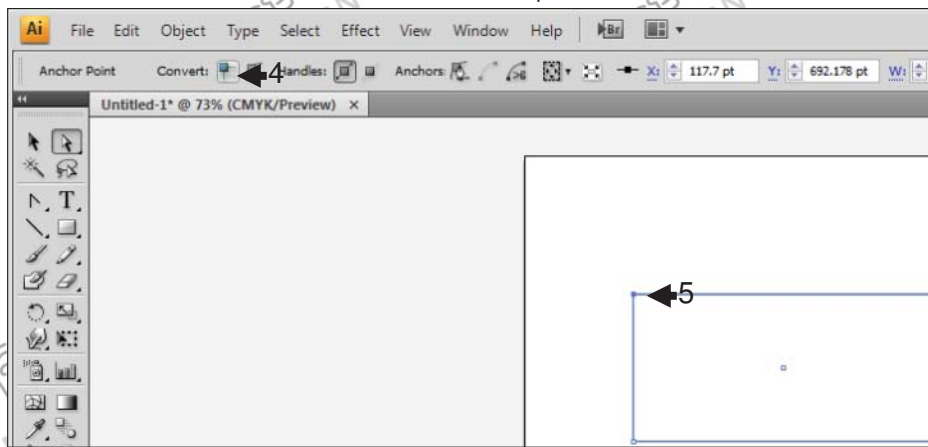 Ai File Edit Object Type Select Effect View Window Help Br
Anchor Point Convert: 4 Handles: Anchors: X: 117.7 pt Y: 692.178 pt W:
Untitled-1* @ 73% (CMYK/Preview) ×
T
5